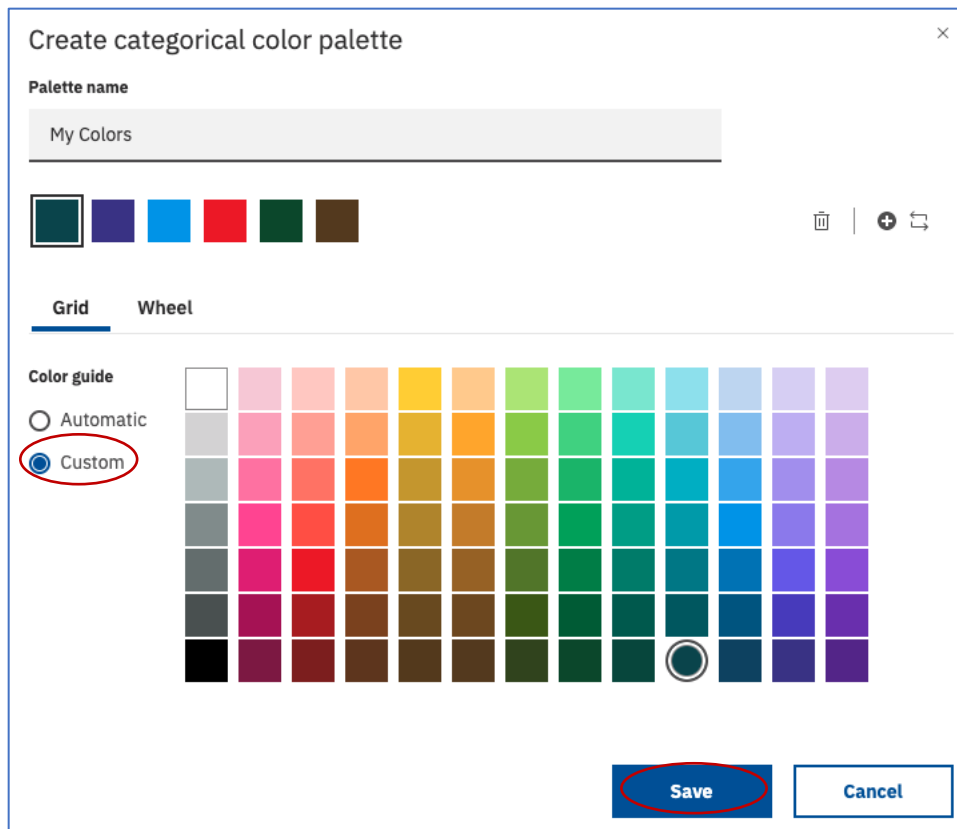 Create categorical color palette
Palette name
My Colors
Grid Wheel
Color guide
Automatic
Custom
Save Cancel